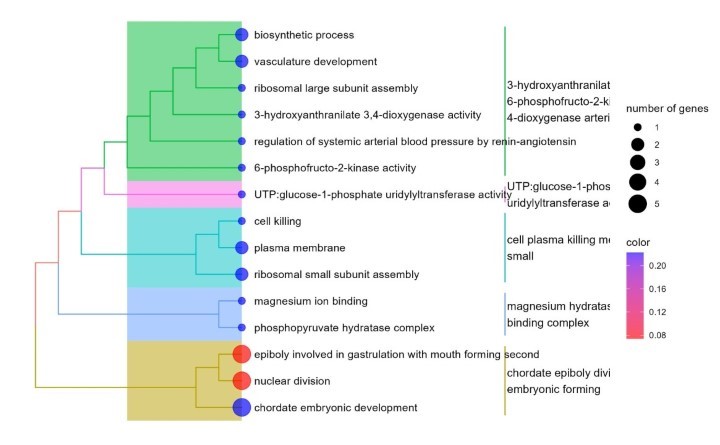 biosynthetic process
vasculature development
ribosomal large subunit assembly
3-hydroxyanthranilate 3,4-dioxygenase activity
regulation of systemic arterial blood pressure by renin-angiotensin
6-phosphofructo-2-kinase activity
UTP:glucose-1-phosphate uridylyltransferase activity
cell killing
plasma membrane
ribosomal small subunit assembly
magnesium ion binding
phosphopyruvate hydratase complex
epiboly involved in gastrulation with mouth forming second
nuclear division
chordate embryonic development
3-hydroxyanthranilat
6-phosphofructo-2-ki
4-dioxygenase arteri
UTP:glucose-1-phos
uridylyltransferase a
cell plasma killing me
small
magnesium hydratas
binding complex
chordate epiboly divi
embryonic forming
number of genes
1
2
3
4
5
color
0.20
0.16
0.12
0.08